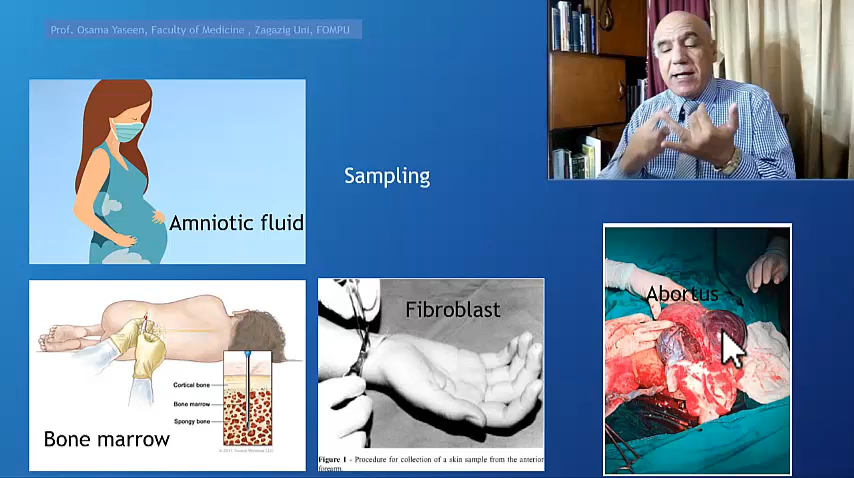 Prof. Osama Yaseen, Faculty of Medicine , Zagazig Uni, FOMPU
Sampling
Amniotic fluid
Fibroblast
Abortus
Cortical bone
Bone marrow
Spongy bone
Bone marrow
Figure 1 - Procedure for collection of a skin sample from the anterior
forearm.